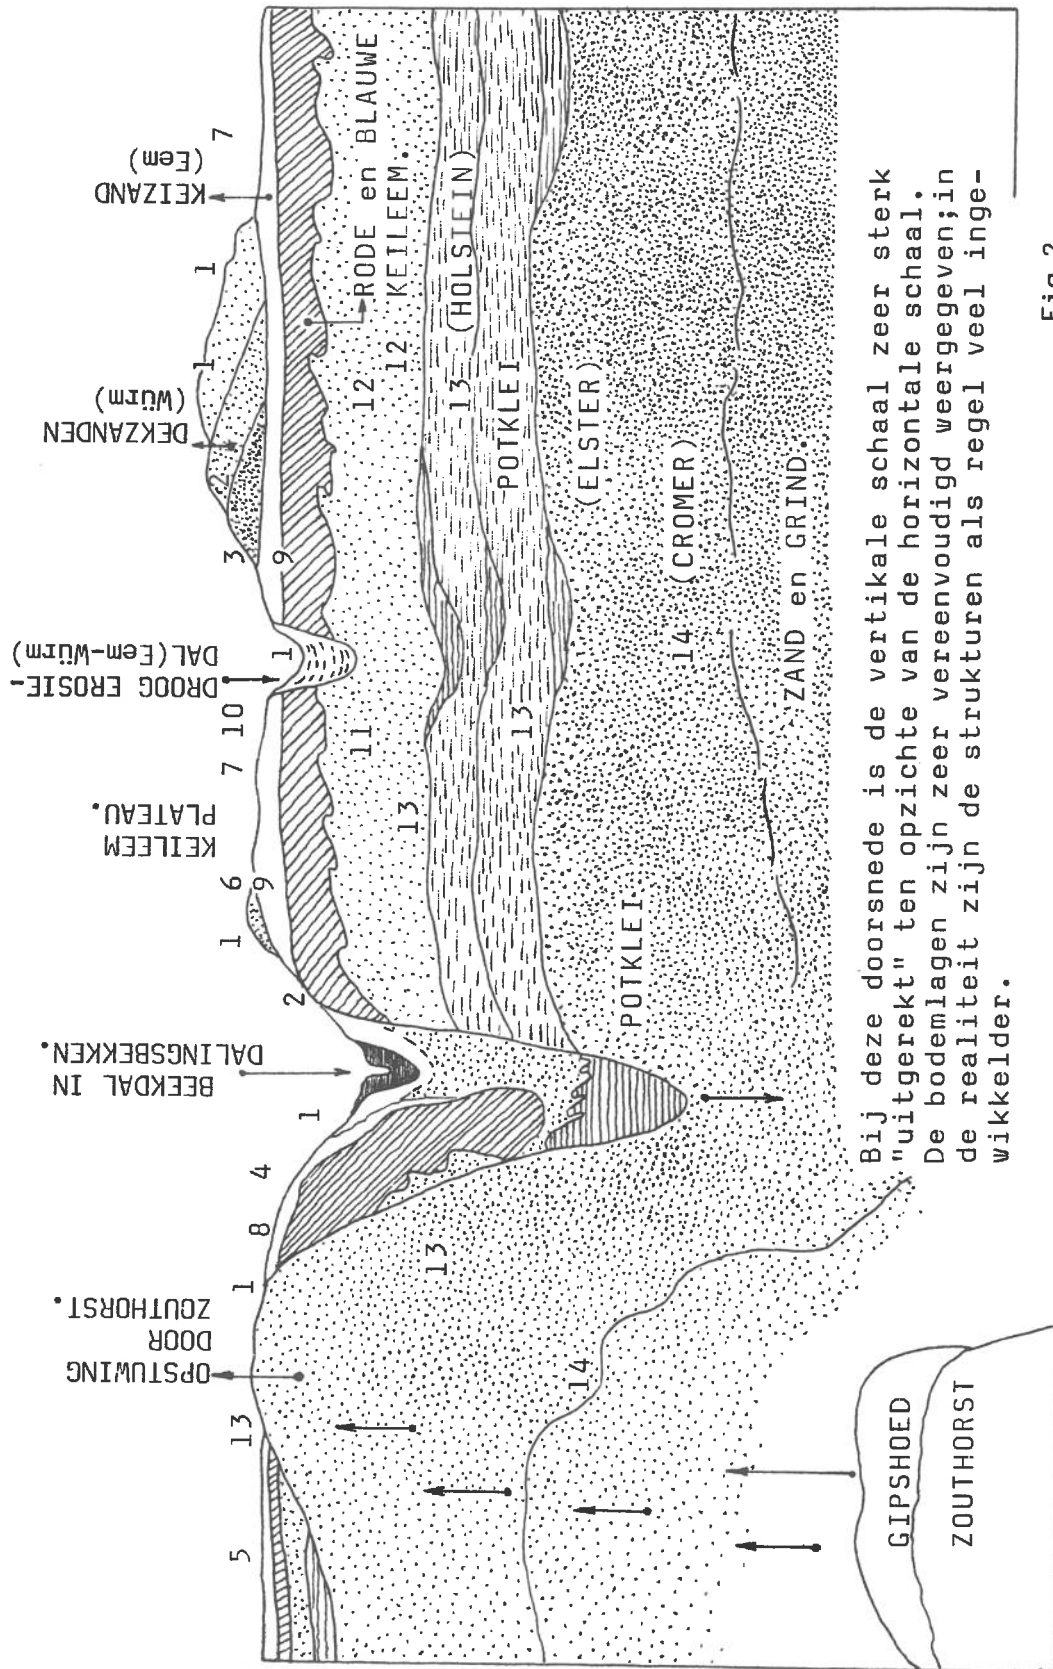 OPSTUWING
DOOR
ZOUTHORST.
BEEKDAL IN
DALINGSBEKKEN.
KEILEEM
PLATEAU.
DROOG EROSIE-
DAL(Eem-Würm)
DEKZANDEN
(Würm)
KEIZAND
(Eem)
5
13
1
8
4
1
2
1
6
9
7
10
1
9
3
2
1
1
7
RODE en BLAUWE
KEILEEM.
11
12
12
13
13
13 (HOLSTEIN)
POTKLEI
13
(ELSTER)
POTKLEI
14
14 (CROMER)
ZAND en GRIND.
GIPSHOED
ZOUTHORST
Bij deze doorsnede is de vertikale schaal zeer sterk
"uitgerekt" ten opzichte van de horizontale schaal.
De bodemlagen zijn zeer vereenvoudigd weergegeven;in
de realiteit zijn de strukturen als regel veel inge-
wikkelder.
Fig.2